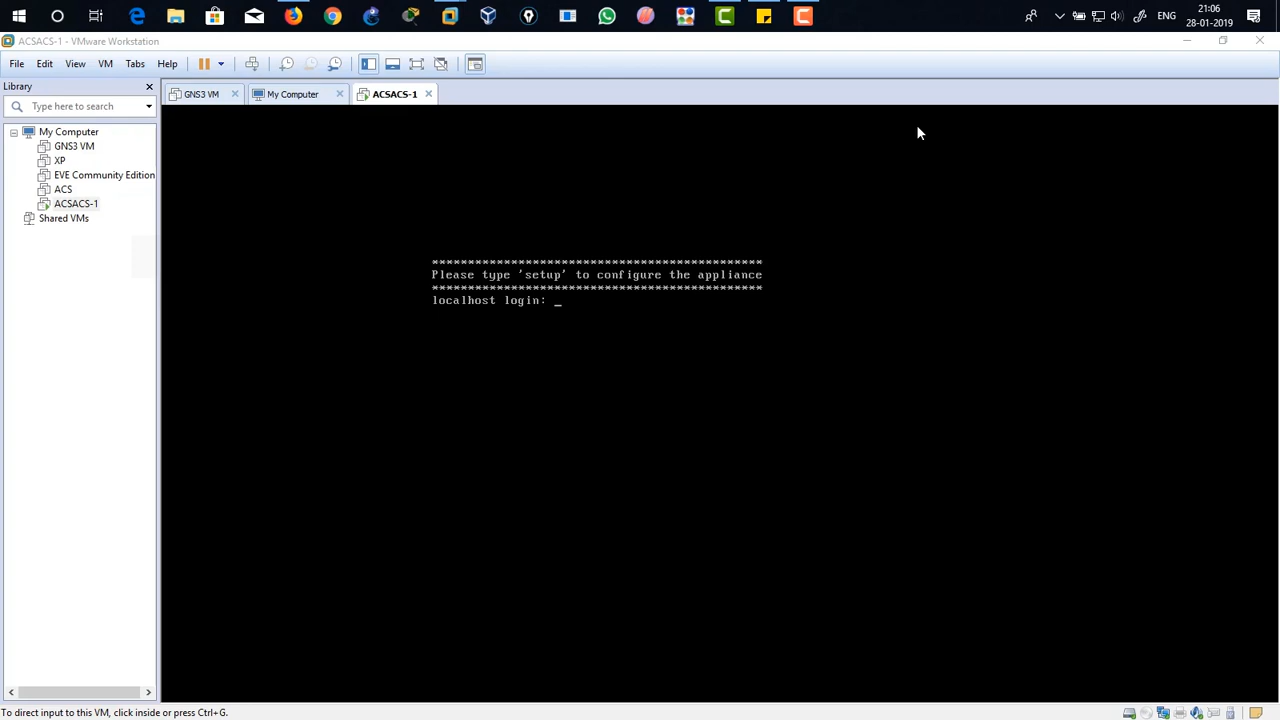 21:06
ENG
28-01-2019
ACSACS-1 - VMware Workstation
File Edit View VM Tabs Help
Library
GNS3 VM My Computer ACSACS-1
Type here to search
My Computer
GNS3 VM
XP
EVE Community Edition
ACS
ACSACS-1
Shared VMs
**********************************************
Please type 'setup' to configure the appliance
**********************************************
localhost login: _
To direct input to this VM, click inside or press Ctrl+G.